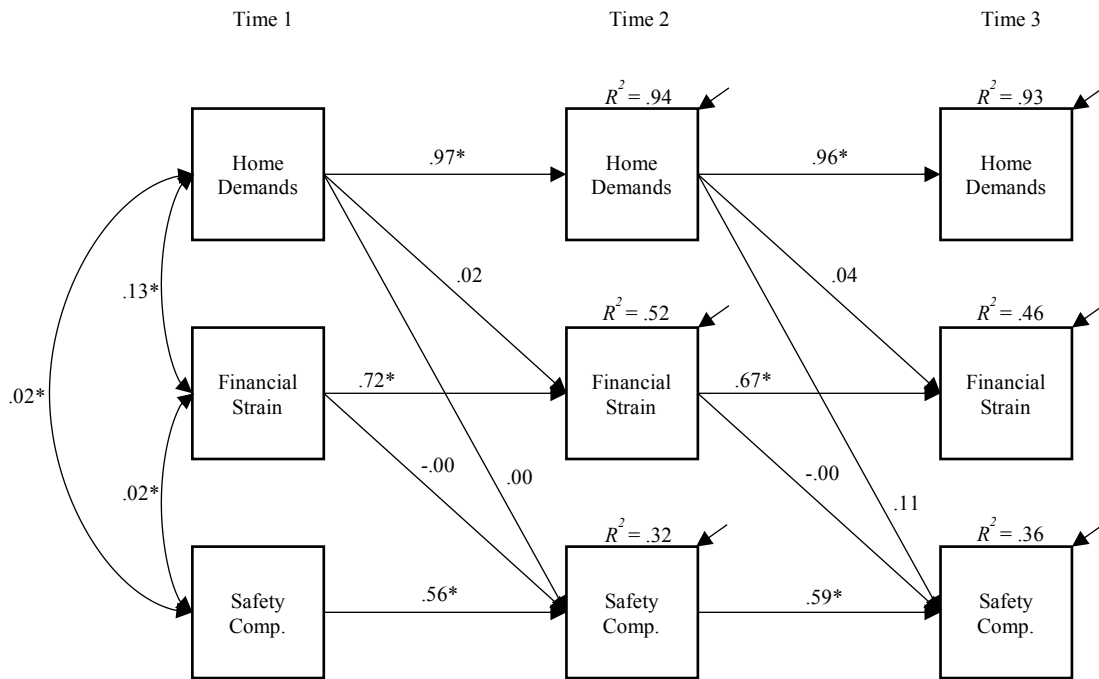 Time 1
Time 2
Time 3
R² = .94
R² = .93
Home
Demands
.97*
Home
Demands
.96*
Home
Demands
.13*
.02
.04
R² = .52
R² = .46
.02*
Financial
Strain
.72*
Financial
Strain
.67*
Financial
Strain
.02*
-.00
.00
-.00
.11
R² = .32
R² = .36
Safety
Comp.
.56*
Safety
Comp.
.59*
Safety
Comp.